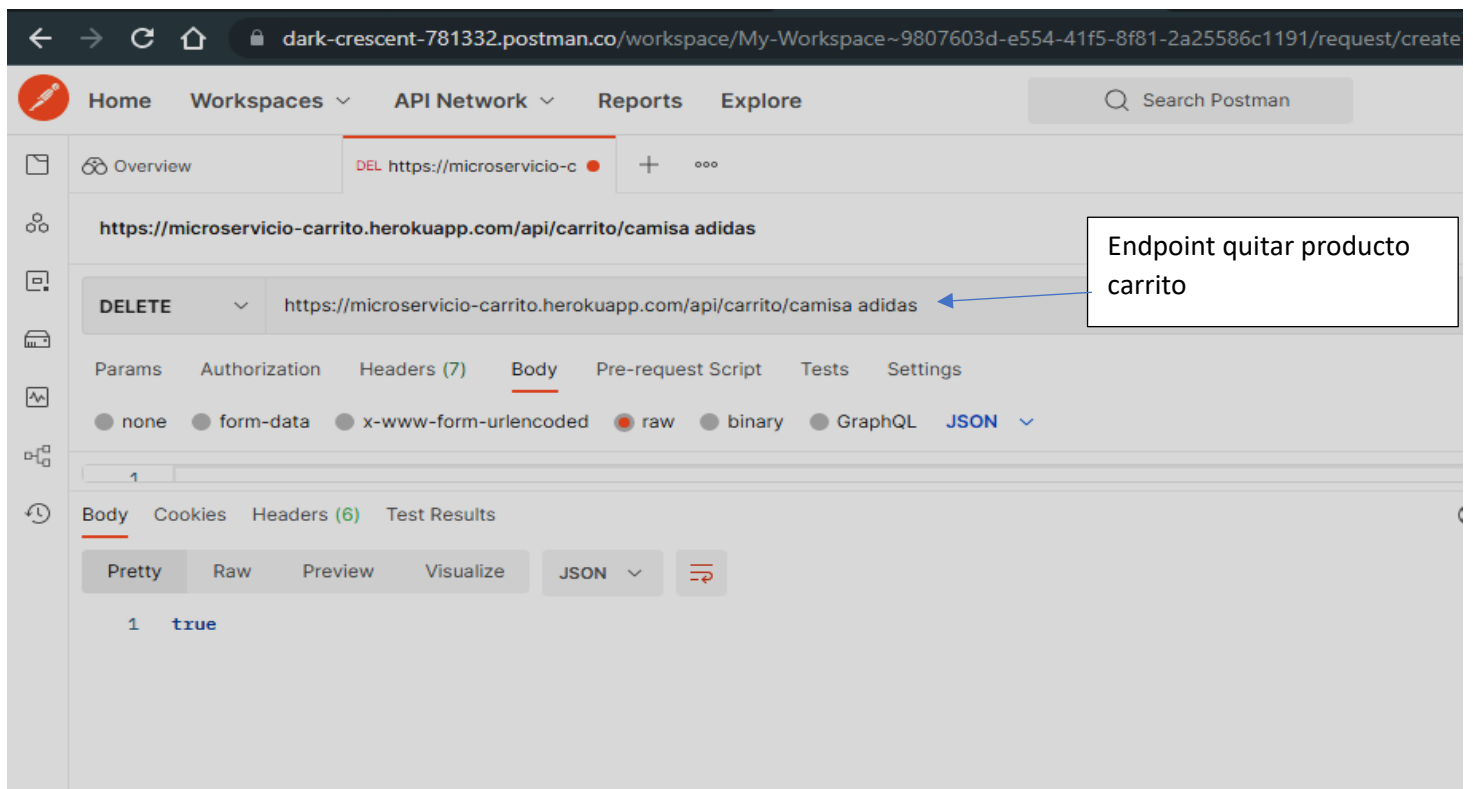 dark-crescent-781332.postman.co/workspace/My-Workspace~9807603d-e554-41f5-8f81-2a25586c1191/request/create
Home Workspaces API Network Reports Explore Search Postman
Overview DEL https://microservicio-c
https://microservicio-carrito.herokuapp.com/api/carrito/camisa adidas
Endpoint quitar producto
carrito
DELETE https://microservicio-carrito.herokuapp.com/api/carrito/camisa adidas
Params Authorization Headers (7) Body Pre-request Script Tests Settings
none form-data x-www-form-urlencoded raw binary GraphQL JSON
1
Body Cookies Headers (6) Test Results
Pretty Raw Preview Visualize JSON
1 true